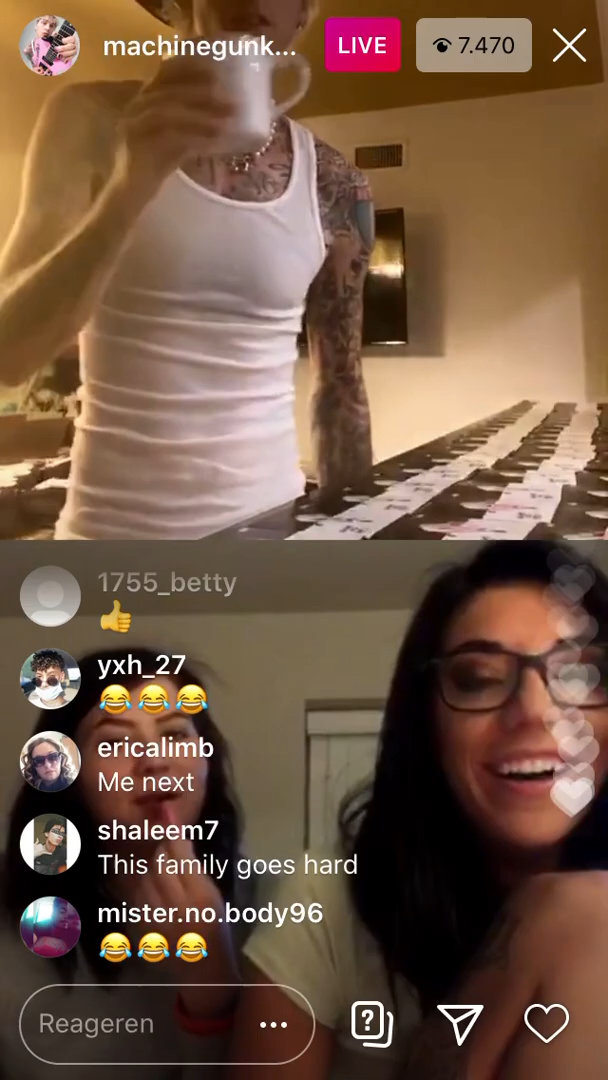 machinegunk...
LIVE
7.470
1755_betty
👍
yxh_27
😂😂😂
ericalimb
Me next
shaleem7
This family goes hard
mister.no.body96
😂😂😂
Reageren